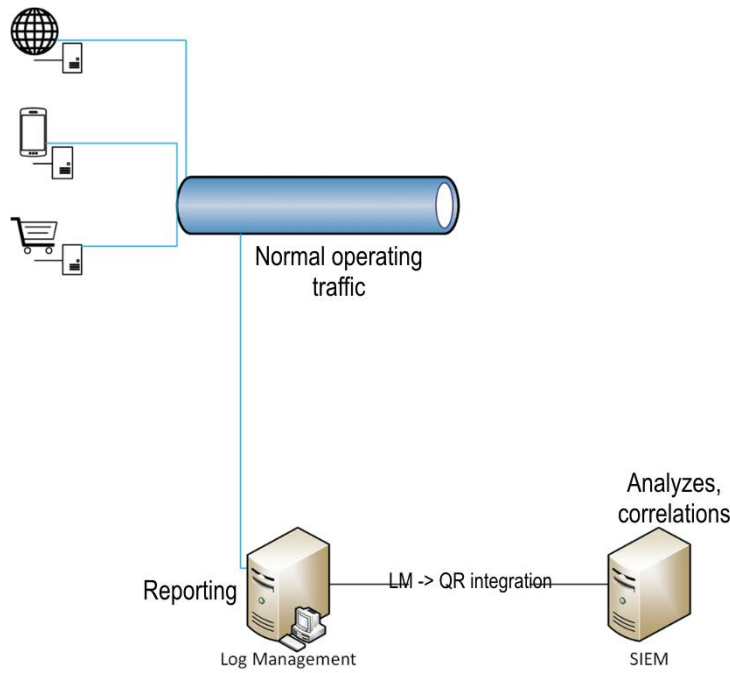 Normal operating
traffic
Analyzes,
correlations
Reporting
LM -> QR integration
Log Management
SIEM